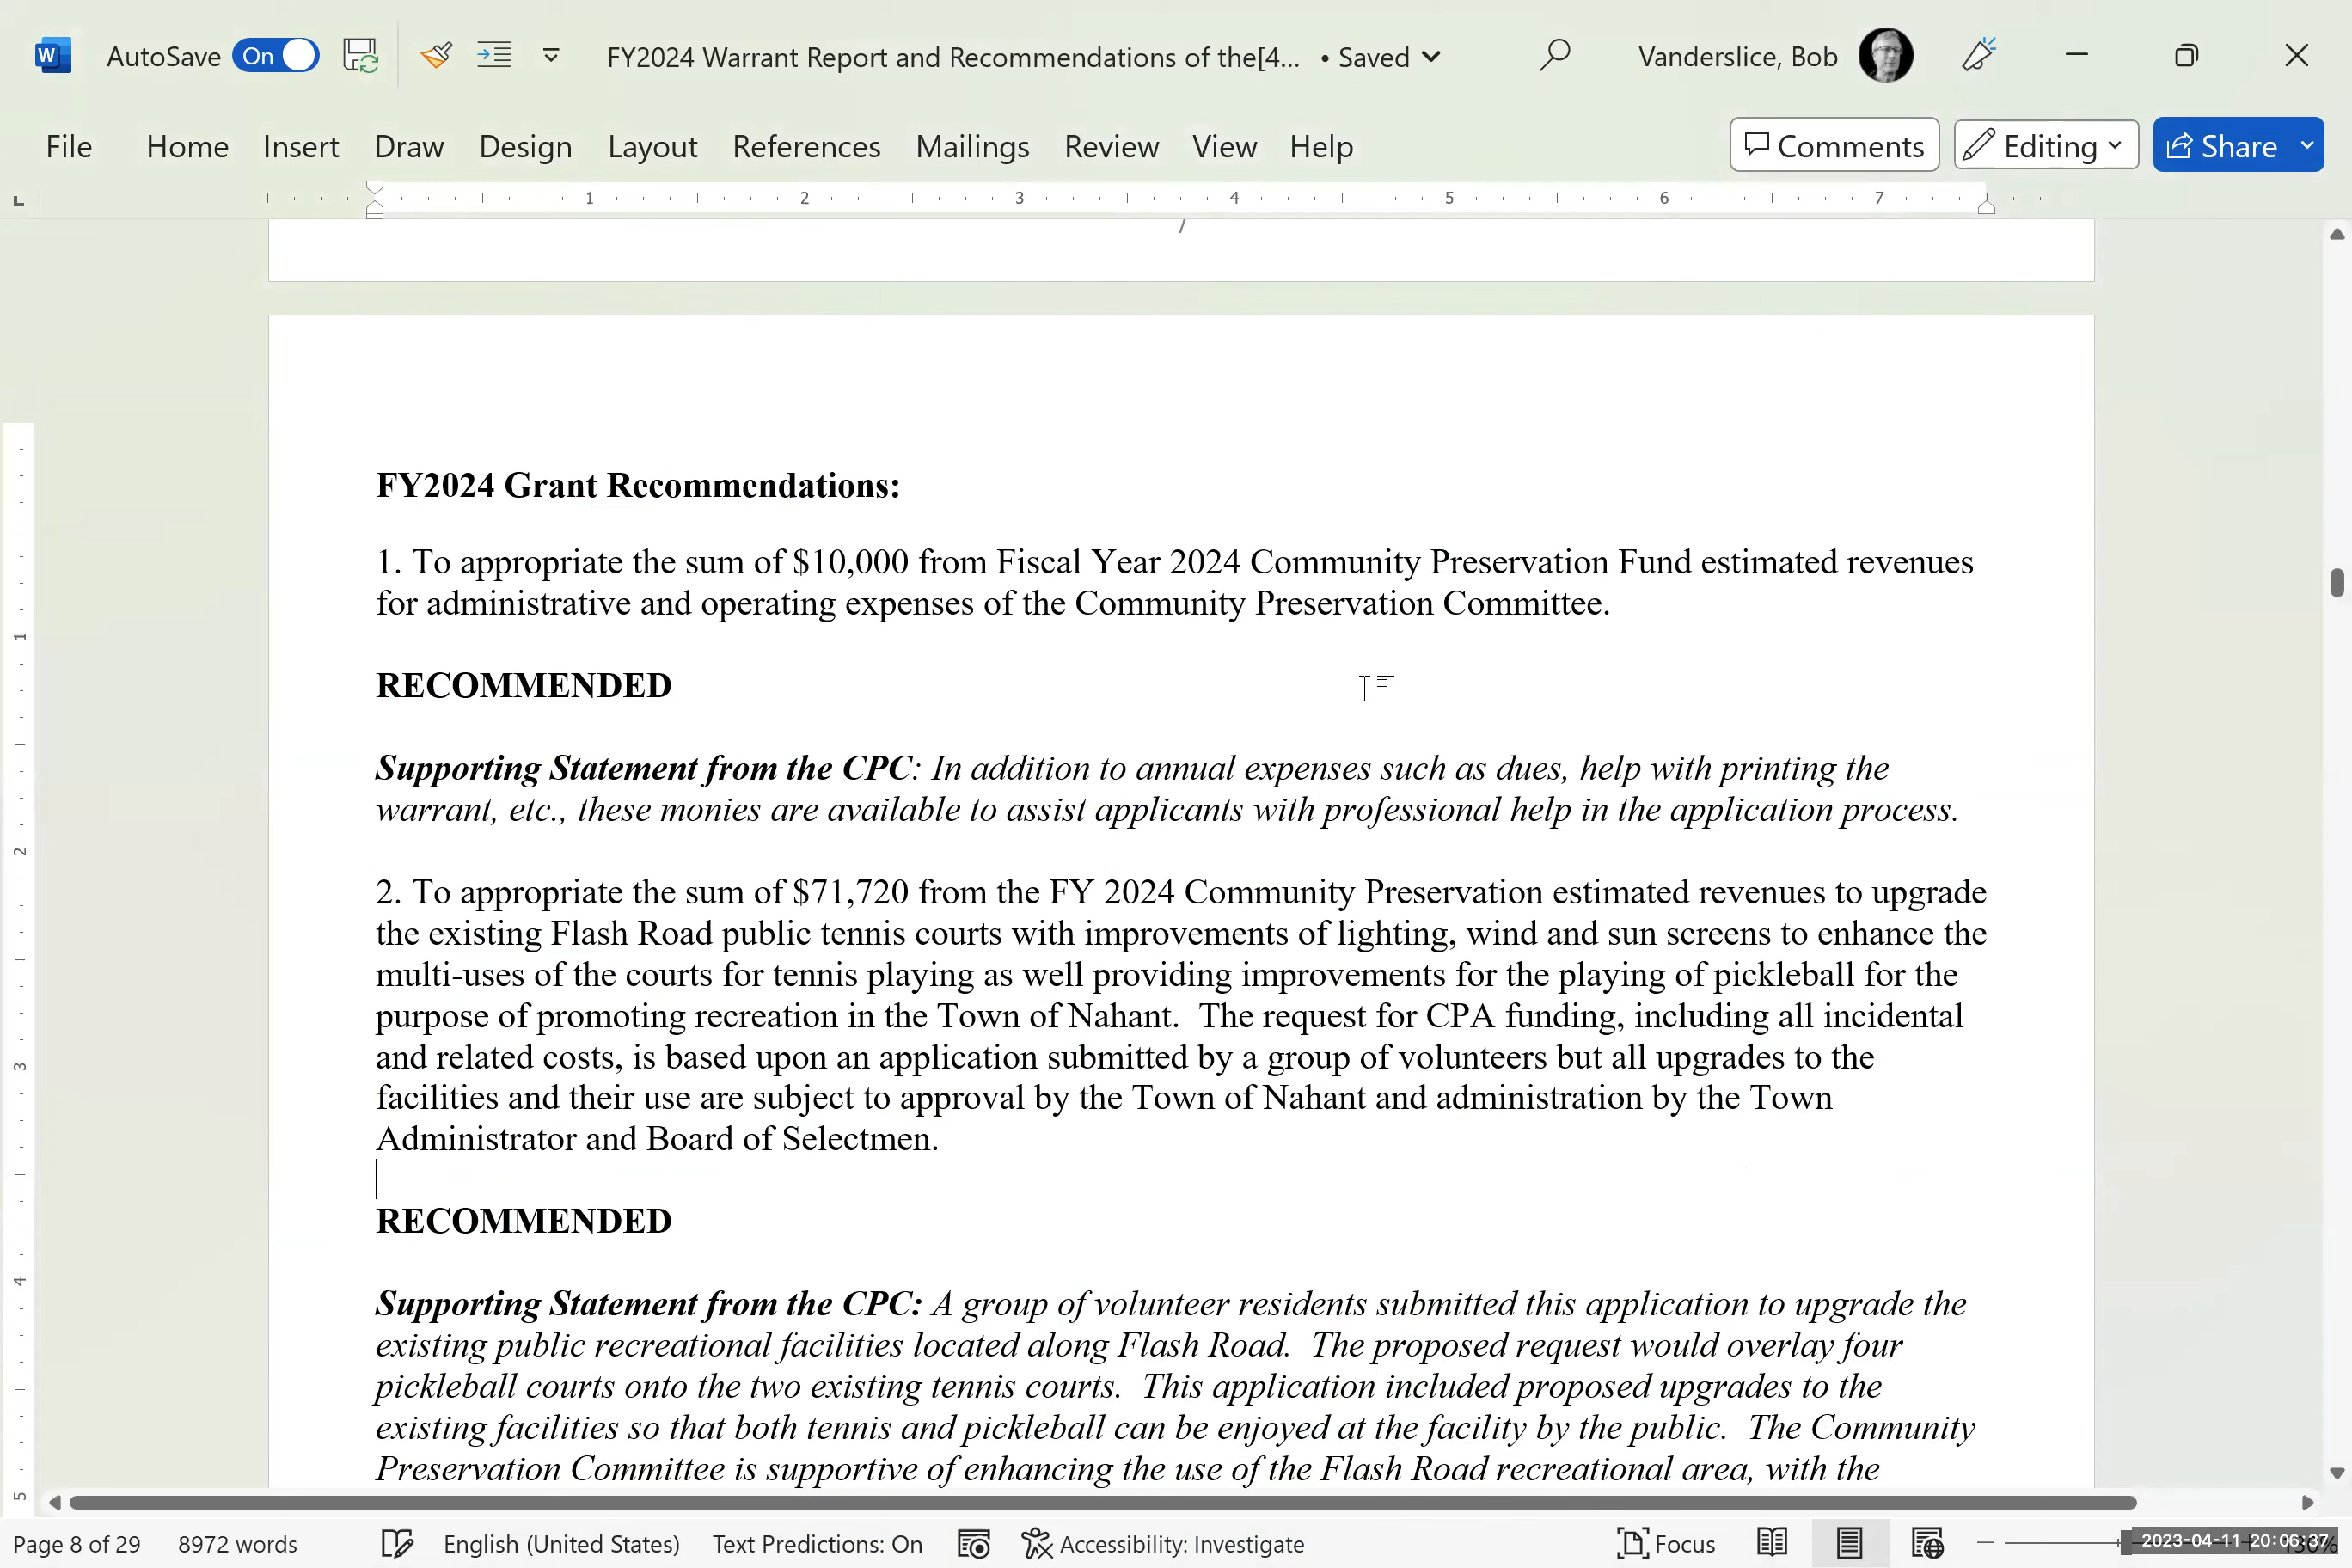 AutoSave On FY2024 Warrant Report and Recommendations of the[4... • Saved Vanderslice, Bob
File Home Insert Draw Design Layout References Mailings Review View Help Comments Editing Share
1 2 3 4 5 6 7
FY2024 Grant Recommendations:
1. To appropriate the sum of $10,000 from Fiscal Year 2024 Community Preservation Fund estimated revenues
for administrative and operating expenses of the Community Preservation Committee.
RECOMMENDED
Supporting Statement from the CPC: In addition to annual expenses such as dues, help with printing the
warrant, etc., these monies are available to assist applicants with professional help in the application process.
2. To appropriate the sum of $71,720 from the FY 2024 Community Preservation estimated revenues to upgrade
the existing Flash Road public tennis courts with improvements of lighting, wind and sun screens to enhance the
multi-uses of the courts for tennis playing as well providing improvements for the playing of pickleball for the
purpose of promoting recreation in the Town of Nahant. The request for CPA funding, including all incidental
and related costs, is based upon an application submitted by a group of volunteers but all upgrades to the
facilities and their use are subject to approval by the Town of Nahant and administration by the Town
Administrator and Board of Selectmen.
RECOMMENDED
Supporting Statement from the CPC: A group of volunteer residents submitted this application to upgrade the
existing public recreational facilities located along Flash Road. The proposed request would overlay four
pickleball courts onto the two existing tennis courts. This application included proposed upgrades to the
existing facilities so that both tennis and pickleball can be enjoyed at the facility by the public. The Community
Preservation Committee is supportive of enhancing the use of the Flash Road recreational area, with the
1
2
3
4
5
Page 8 of 29 8972 words English (United States) Text Predictions: On Accessibility: Investigate Focus 2023-04-11 20:06:37